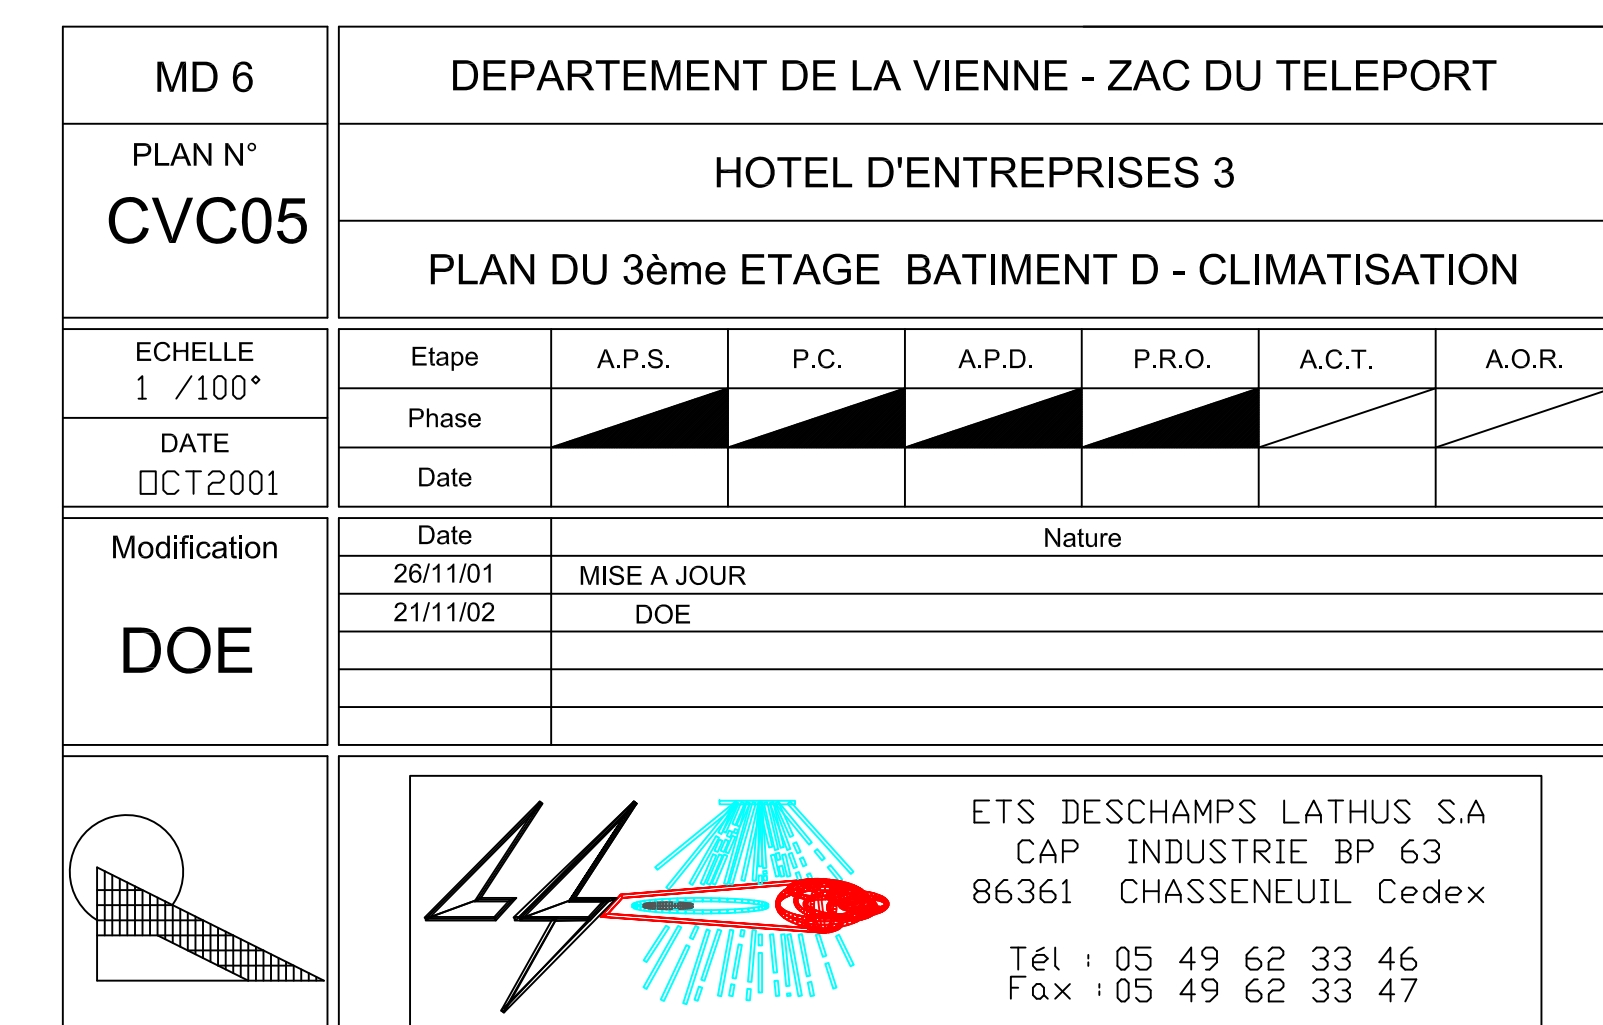 MD 6
DEPARTEMENT DE LA VIENNE - ZAC DU TELEPORT
PLAN N°
CVC05
HOTEL D'ENTREPRISES 3
PLAN DU 3ème ETAGE BATIMENT D - CLIMATISATION
ECHELLE
1 /100°
DATE
OCT2001
Etape A.P.S. P.C. A.P.D. P.R.O. A.C.T. A.O.R.
Phase
Date
Modification
DOE
Date Nature
26/11/01 MISE A JOUR
21/11/02 DOE
ETS DESCHAMPS LATHUS S.A
CAP INDUSTRIE BP 63
86361 CHASSENEUIL Cedex
Tél : 05 49 62 33 46
Fax : 05 49 62 33 47